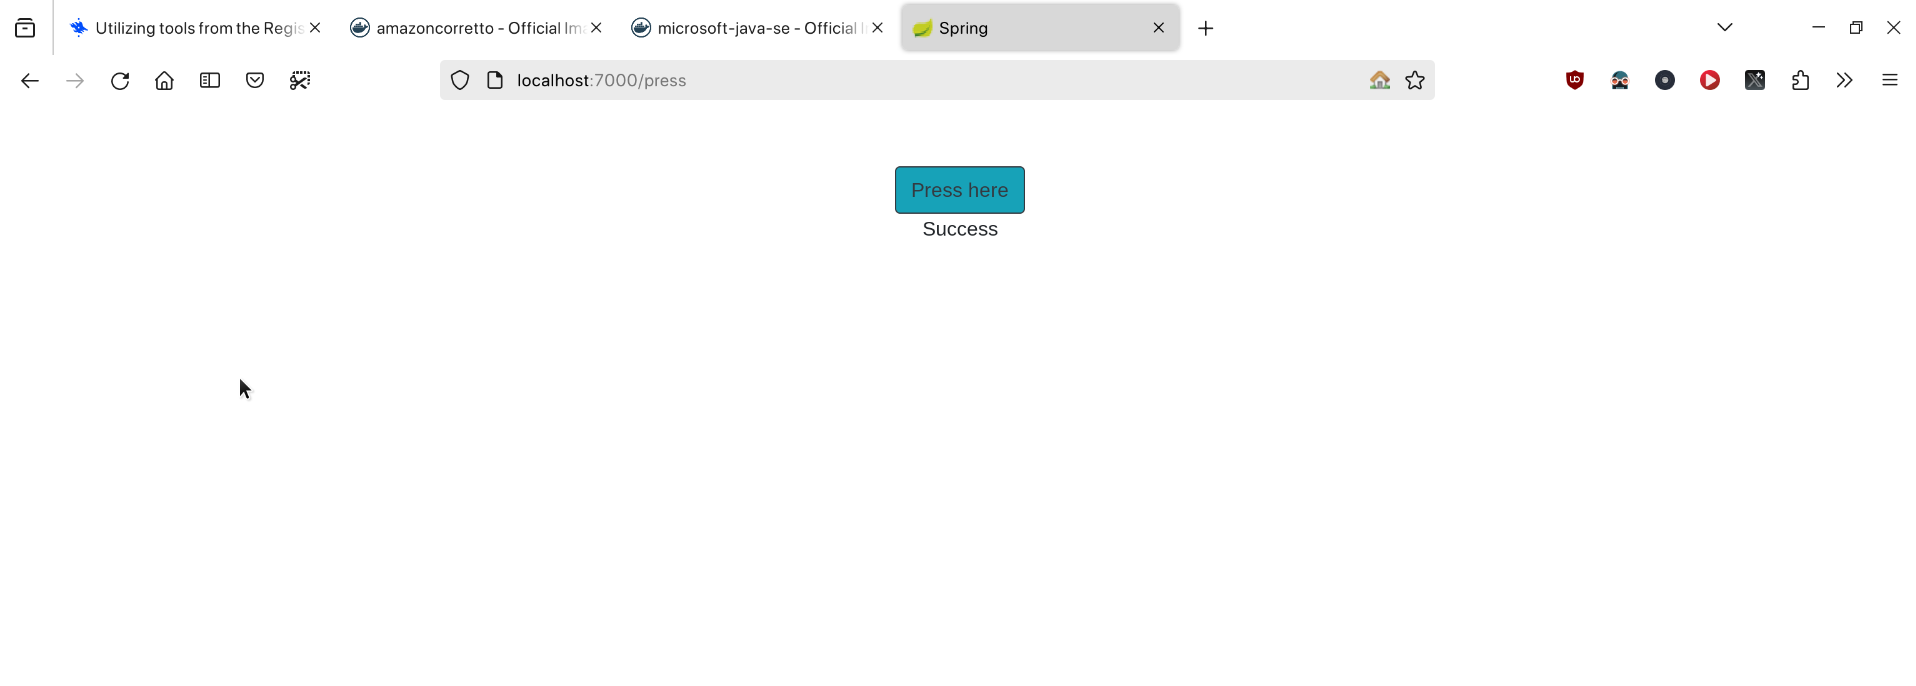 Utilizing tools from the Regis
amazoncorretto - Official Im
microsoft-java-se - Official I
Spring
localhost:7000/press
Press here
Success